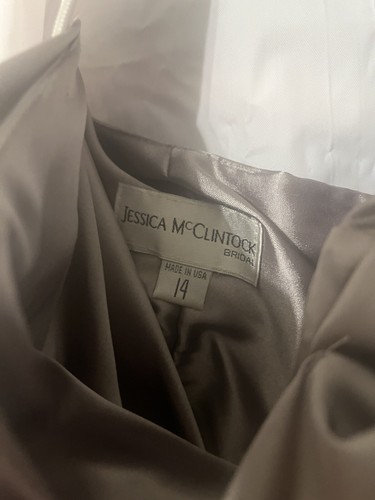 JESSICA McCLINTOCK
BRIDAL
MADE IN USA
14